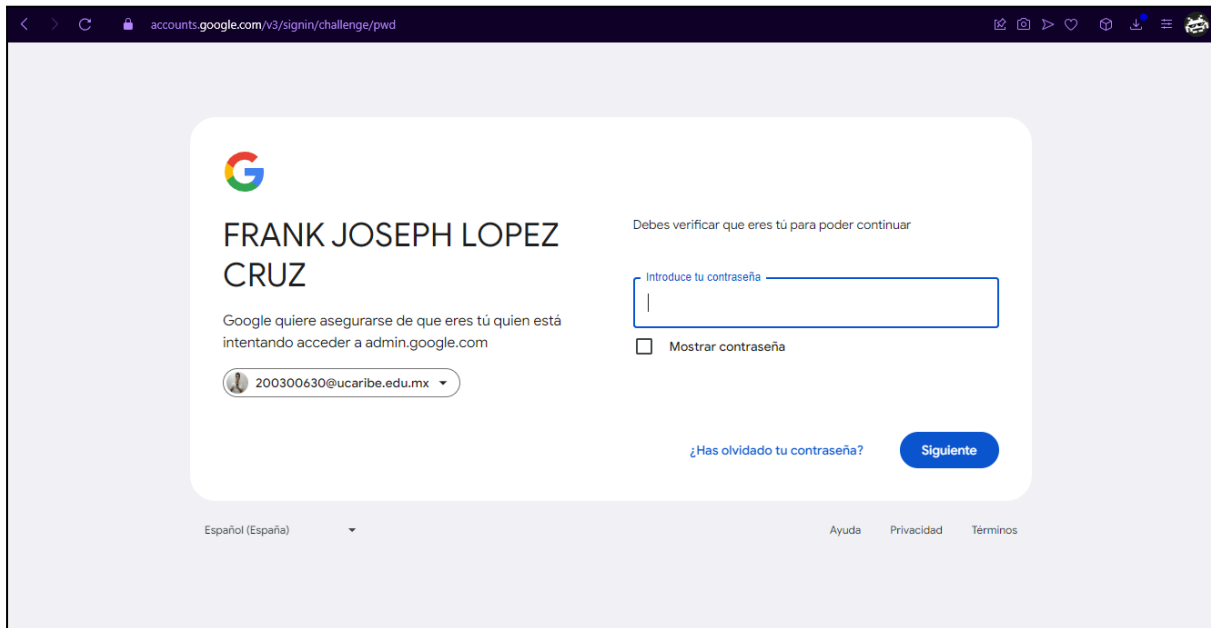 accounts.google.com/v3/signin/challenge/pwd
FRANK JOSEPH LOPEZ
CRUZ
Google quiere asegurarse de que eres tú quien está
intentando acceder a admin.google.com
200300630@ucaribe.edu.mx
Debes verificar que eres tú para poder continuar
Introduce tu contraseña
Mostrar contraseña
¿Has olvidado tu contraseña?
Siguiente
Español (España)
Ayuda Privacidad Términos